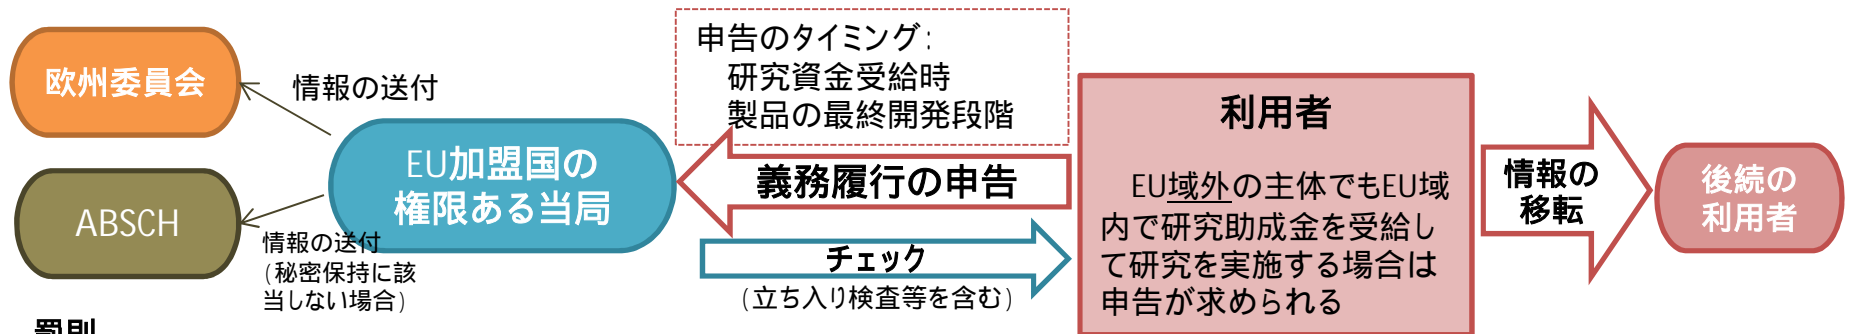 欧州委員会
ABSCH
情報の送付
EU加盟国の
権限ある当局
情報の送付
(秘密保持に該
当しない場合)
申告のタイミング:
研究資金受給時
製品の最終開発段階
義務履行の申告
チェック
(立ち入り検査等を含む)
利用者
EU域外の主体でもEU域
内で研究助成金を受給し
て研究を実施する場合は
申告が求められる
情報の
移転
後続の
利用者
罰則